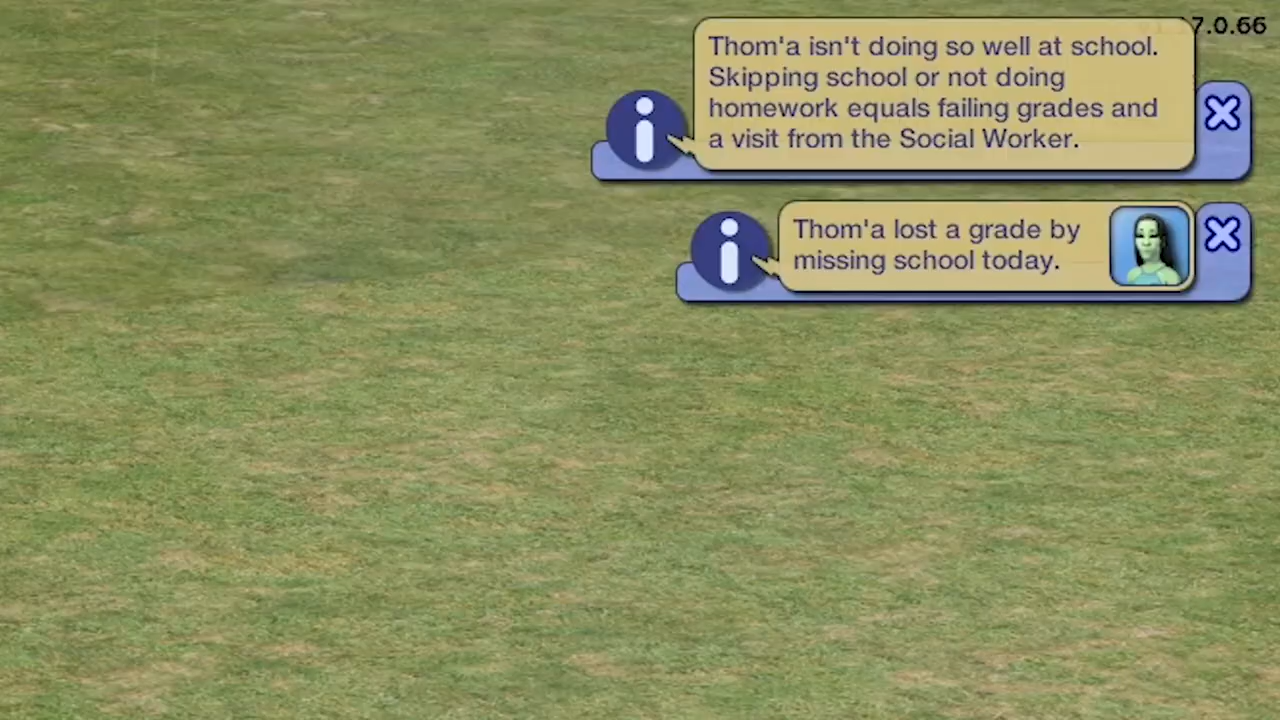 7.0.66
Thom'a isn't doing so well at school.
Skipping school or not doing
homework equals failing grades and
a visit from the Social Worker.
Thom'a lost a grade by
missing school today.